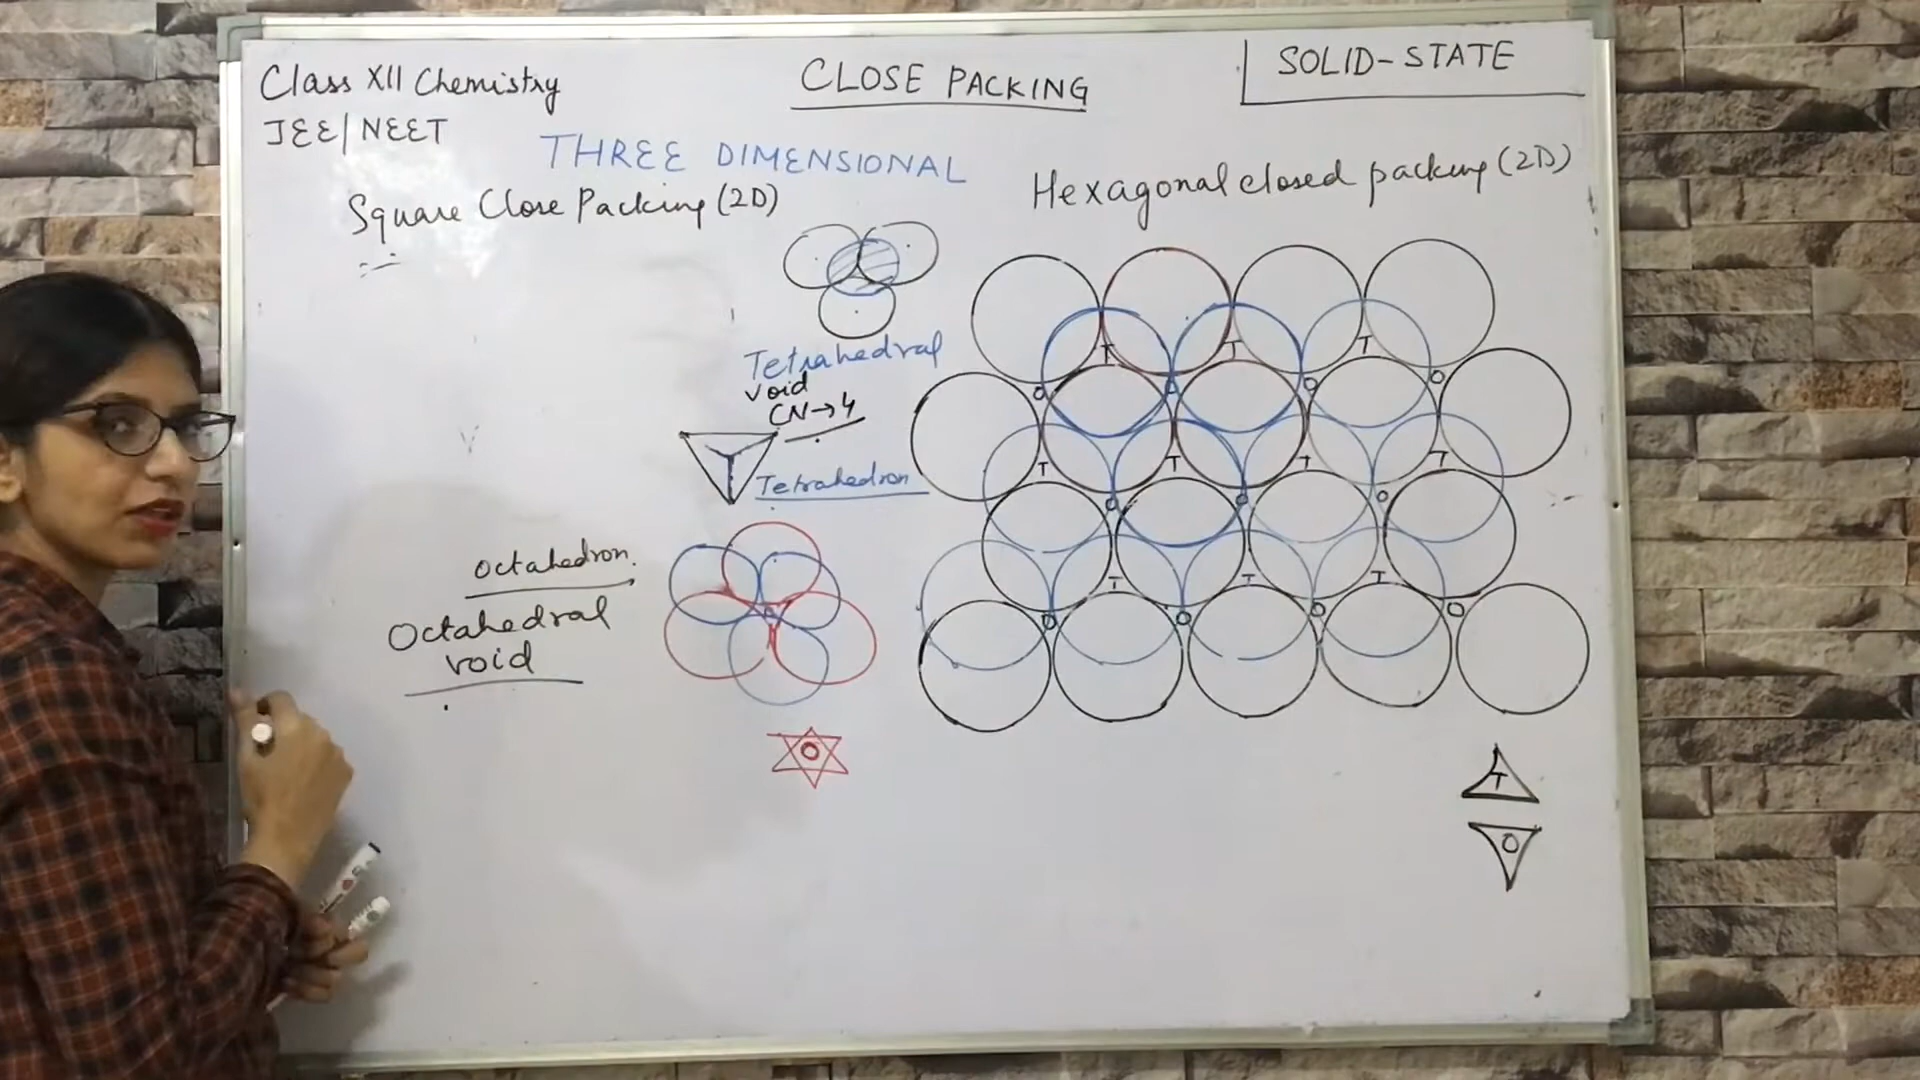 Class XII Chemistry
JEE/NEET
CLOSE PACKING
SOLID-STATE
THREE DIMENSIONAL
Square Close Packing (2D)
Hexagonal closed packing (2D)
Tetrahedral
void
CN→4
Tetrahedron
octahedron.
Octahedral
void
T T T
O O O O
T T T T
O O O
T T T
O O O O
O
T
O